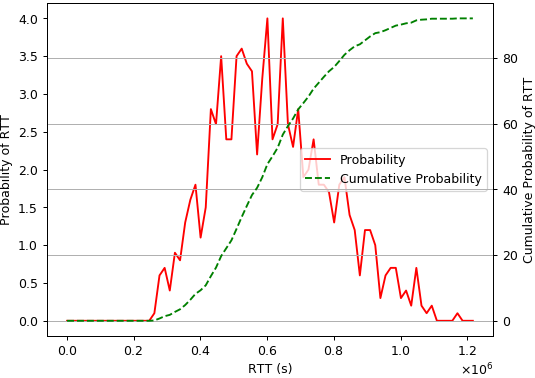 4.0
3.5
3.0
2.5
2.0
1.5
1.0
0.5
0.0
Probability of RTT
80
60
40
20
0
Cumulative Probability of RTT
Probability
Cumulative Probability
0.0 0.2 0.4 0.6 0.8 1.0 1.2
×10⁶
RTT (s)